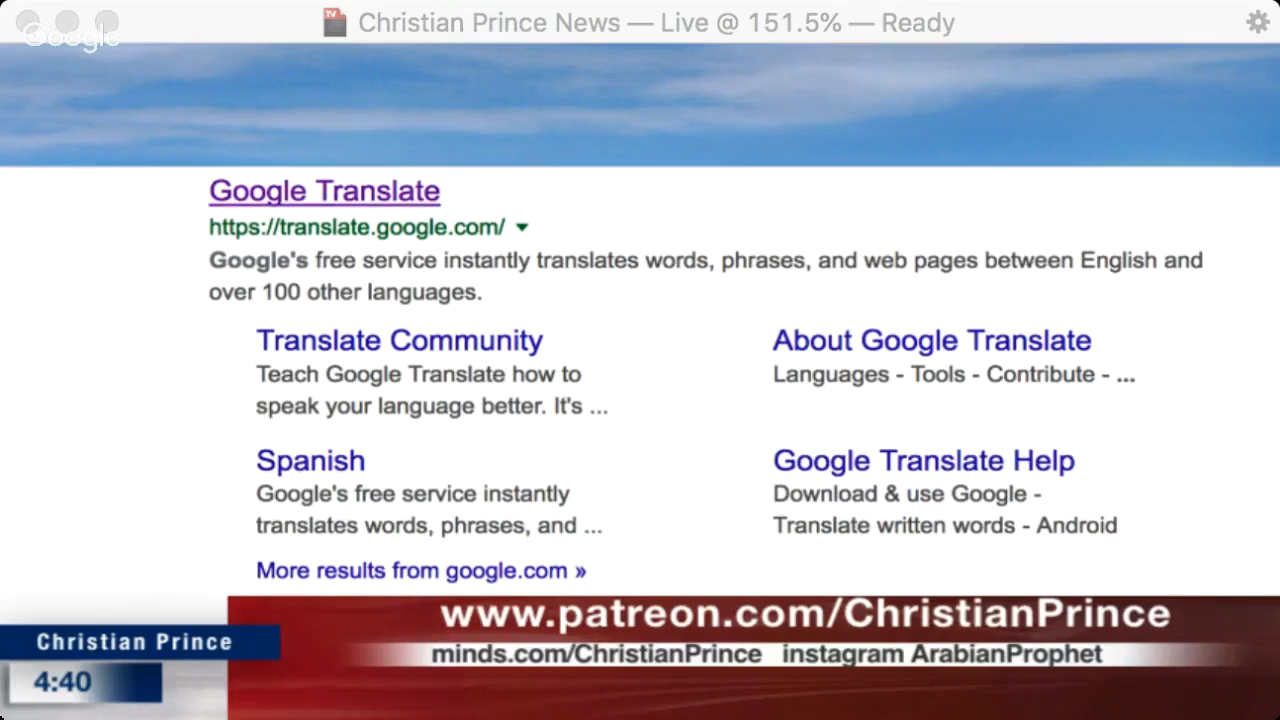 Christian Prince News — Live @ 151.5% — Ready
Google
Google Translate
https://translate.google.com/
Google's free service instantly translates words, phrases, and web pages between English and
over 100 other languages.
Translate Community
Teach Google Translate how to
speak your language better. It's ...
About Google Translate
Languages - Tools - Contribute - ...
Spanish
Google's free service instantly
translates words, phrases, and ...
Google Translate Help
Download & use Google -
Translate written words - Android
More results from google.com »
www.patreon.com/ChristianPrince
Christian Prince
minds.com/ChristianPrince instagram ArabianProphet
4:40